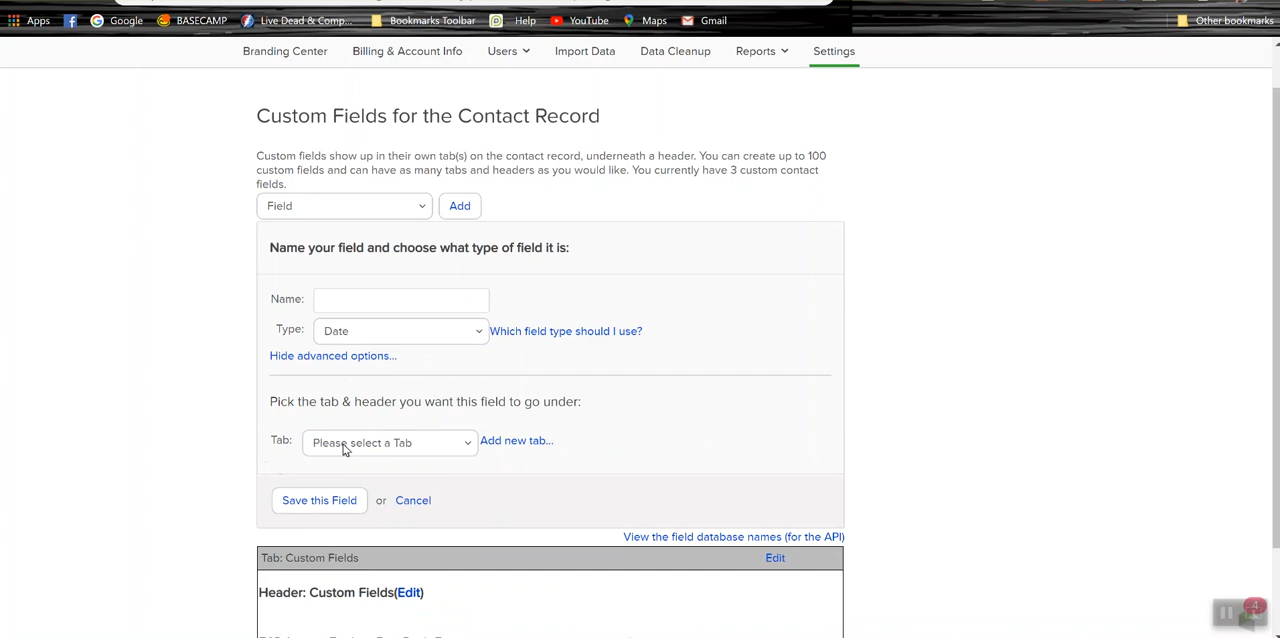 Apps Google BASECAMP Live Dead & Comp... Bookmarks Toolbar Help YouTube Maps Gmail Other bookmarks
Branding Center Billing & Account Info Users Import Data Data Cleanup Reports Settings
Custom Fields for the Contact Record
Custom fields show up in their own tab(s) on the contact record, underneath a header. You can create up to 100
custom fields and can have as many tabs and headers as you would like. You currently have 3 custom contact
fields.
Field Add
Name your field and choose what type of field it is:
Name:
Type: Date Which field type should I use?
Hide advanced options...
Pick the tab & header you want this field to go under:
Tab: Please select a Tab Add new tab...
Save this Field or Cancel
View the field database names (for the API)
Tab: Custom Fields Edit
Header: Custom Fields(Edit)
4